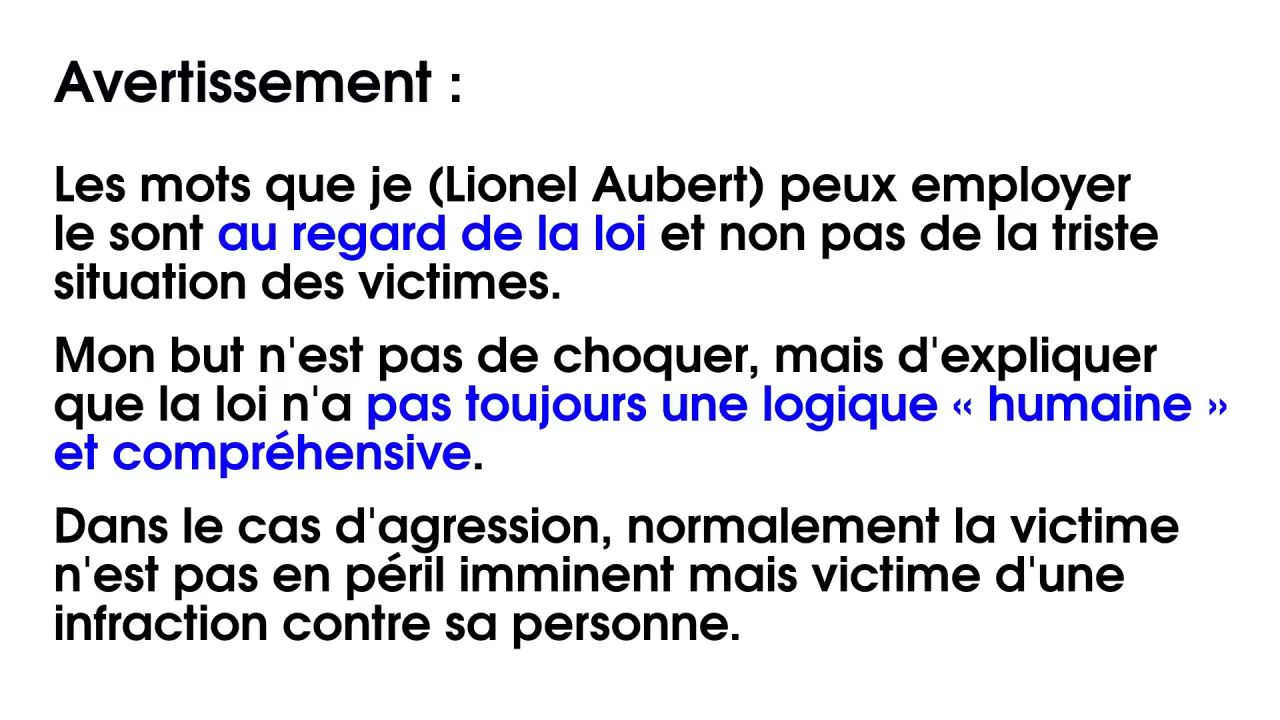 Avertissement :
Les mots que je (Lionel Aubert) peux employer
le sont au regard de la loi et non pas de la triste
situation des victimes.
Mon but n'est pas de choquer, mais d'expliquer
que la loi n'a pas toujours une logique « humaine »
et compréhensive.
Dans le cas d'agression, normalement la victime
n'est pas en péril imminent mais victime d'une
infraction contre sa personne.